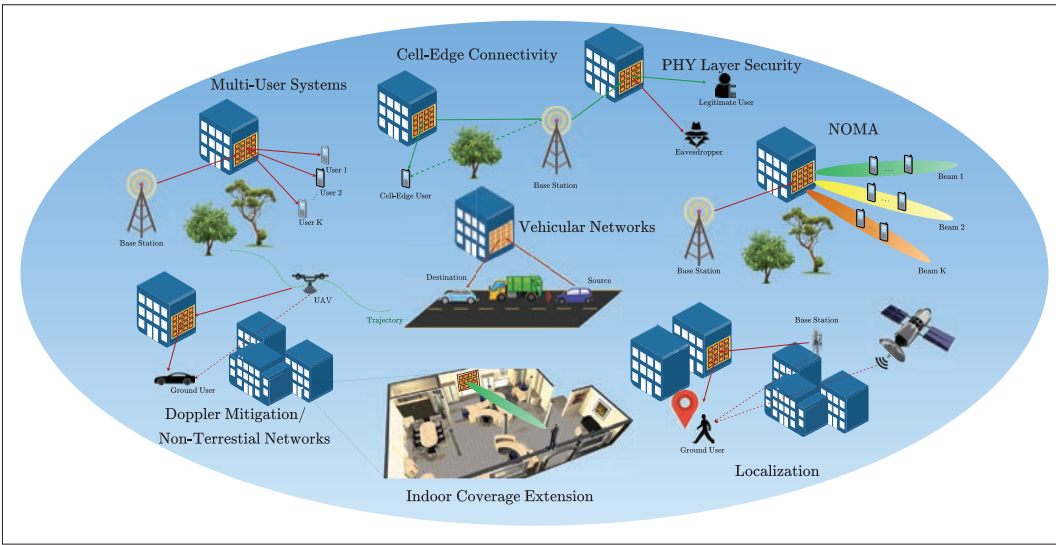 Cell-Edge Connectivity
PHY Layer Security
Multi-User Systems
Legitimate User
NOMA
Eavesdropper
User 1
User 2
User K
Cell-Edge User
Base Station
Beam 1
Beam 2
Beam K
Base Station
Vehicular Networks
Base Station
Destination
Source
UAV
Trajectory
Base Station
Ground User
Doppler Mitigation/
Non-Terrestial Networks
Ground User
Localization
Indoor Coverage Extension